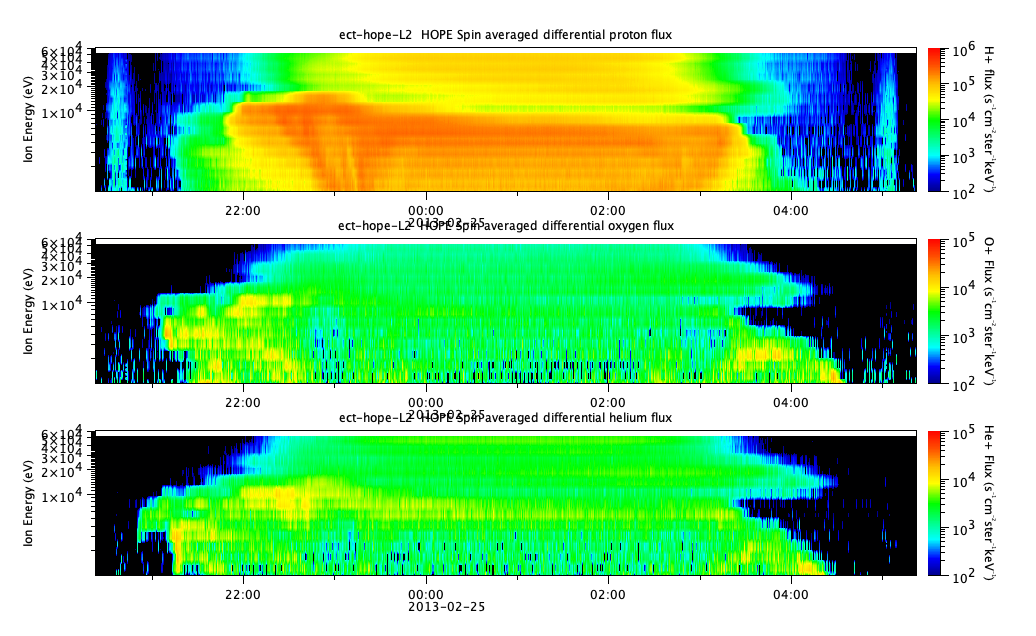 ect-hope-L2 HOPE Spin averaged differential proton flux
6×10⁴
4×10⁴
3×10⁴
2×10⁴
1×10⁴
Ion Energy (eV)
10⁶
10⁵
10⁴
10³
10²
H+ flux (s⁻¹cm⁻²ster⁻¹keV⁻¹)
22:00 00:00 02:00 04:00
2013-02-25
ect-hope-L2 HOPE Spin averaged differential oxygen flux
6×10⁴
4×10⁴
3×10⁴
2×10⁴
1×10⁴
Ion Energy (eV)
10⁵
10⁴
10³
10²
O+ Flux (s⁻¹cm⁻²ster⁻¹keV⁻¹)
22:00 00:00 02:00 04:00
2013-02-25
ect-hope-L2 HOPE Spin averaged differential helium flux
6×10⁴
4×10⁴
3×10⁴
2×10⁴
1×10⁴
Ion Energy (eV)
10⁵
10⁴
10³
10²
He+ Flux (s⁻¹cm⁻²ster⁻¹keV⁻¹)
22:00 00:00 02:00 04:00
2013-02-25